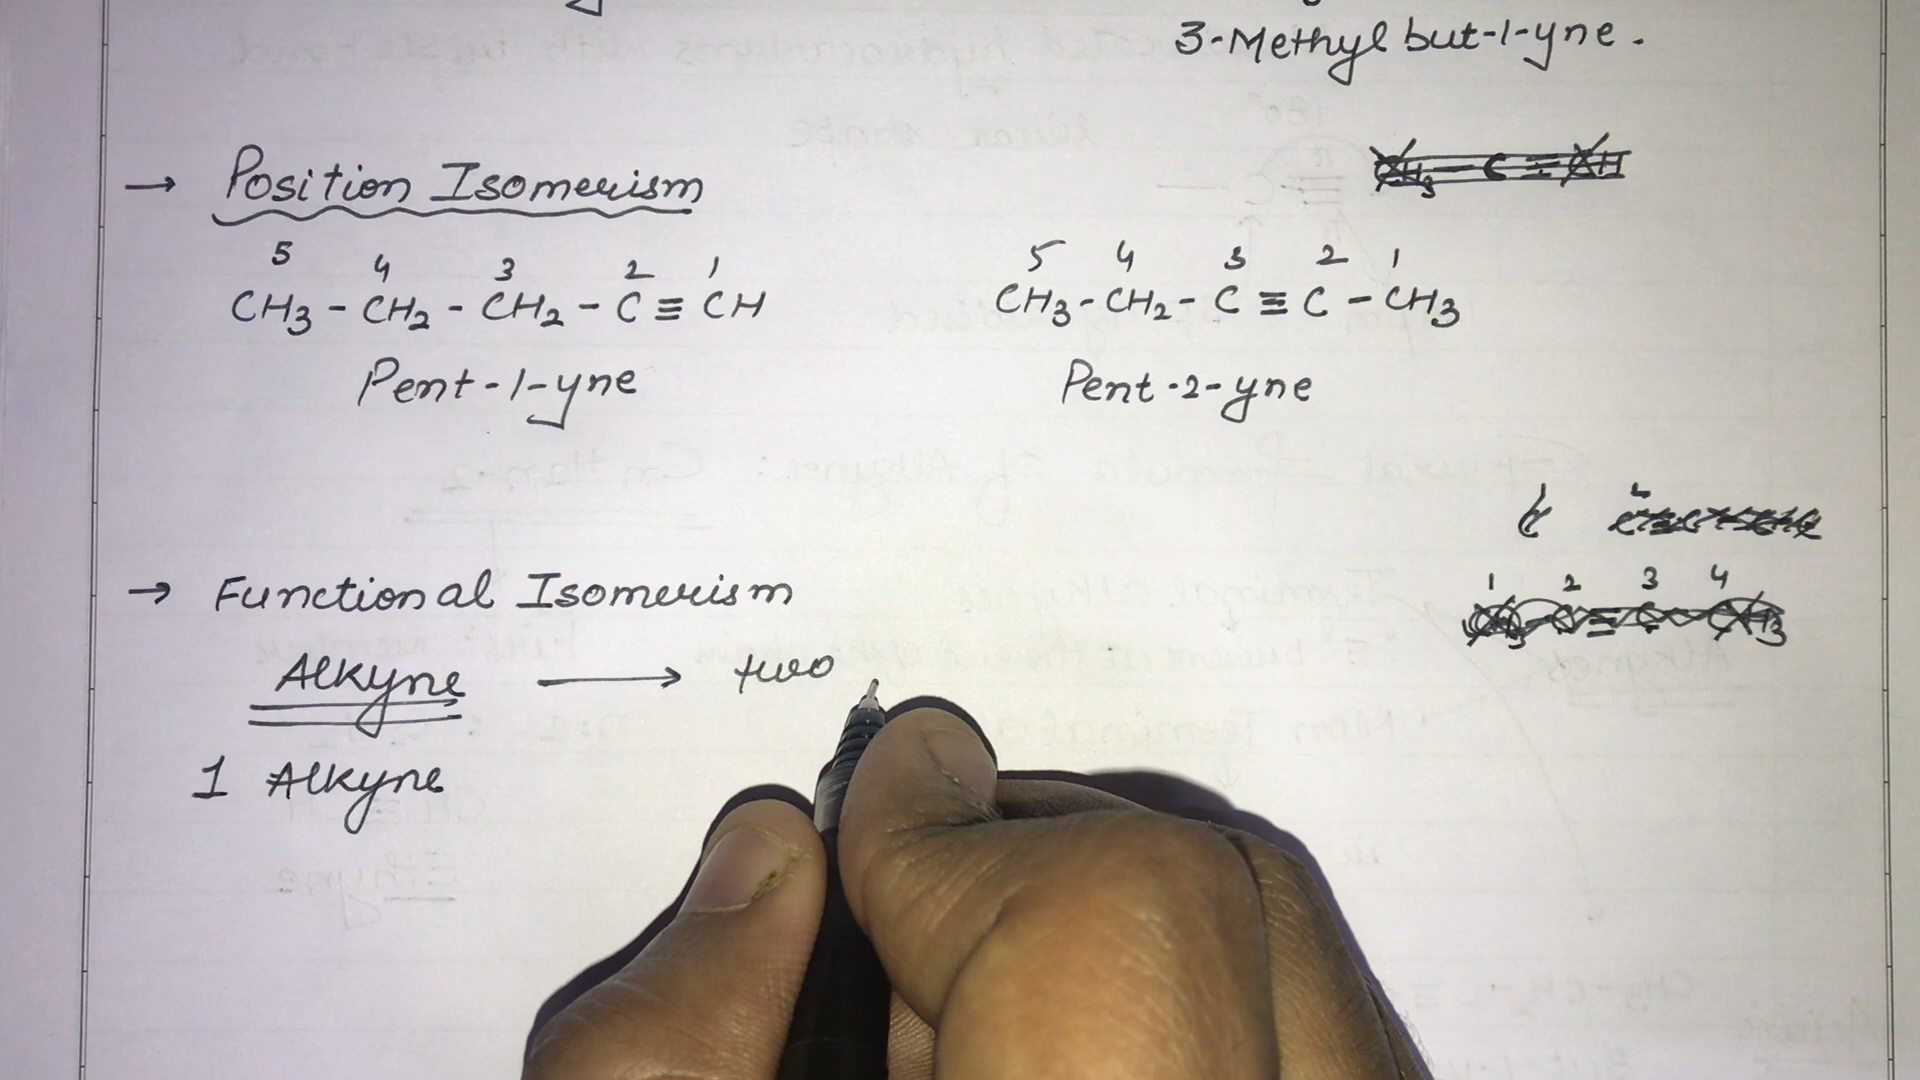 3-Methyl but-1-yne.
→ Position Isomerism
5 4 3 2 1
CH3 - CH2 - CH2 - C ≡ CH
Pent-1-yne
5 4 3 2 1
CH3 - CH2 - C ≡ C - CH3
Pent-2-yne
→ Functional Isomerism
1 2 3 4
Alkyne → two
1 Alkyne